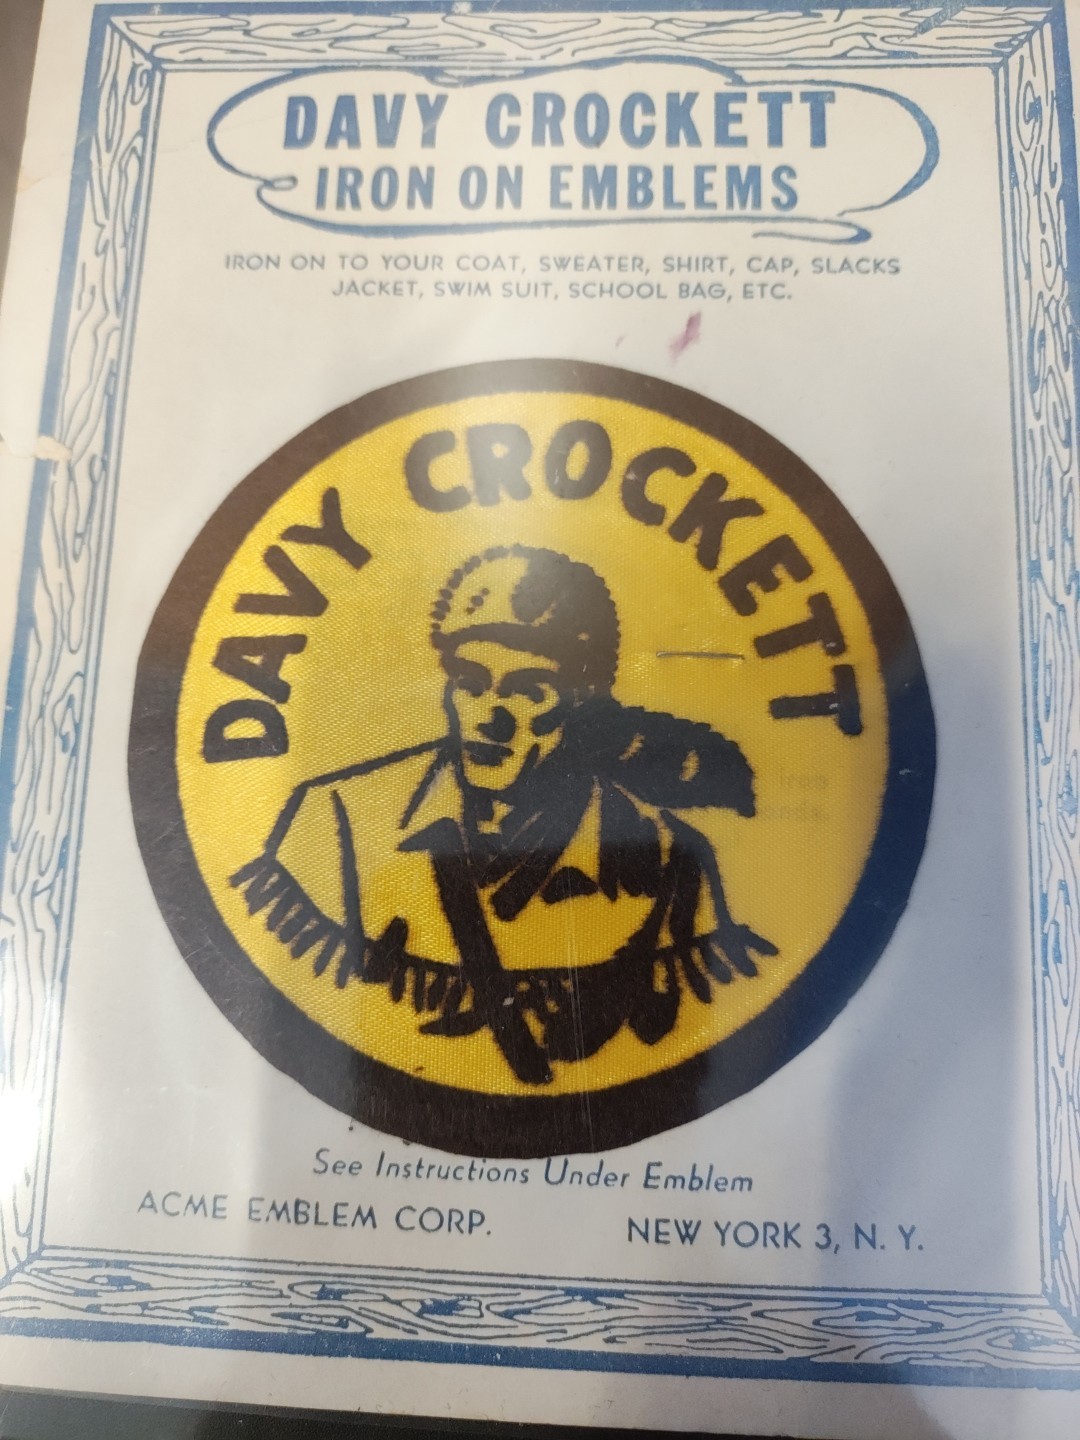 DAVY CROCKETT
IRON ON EMBLEMS
IRON ON TO YOUR COAT, SWEATER, SHIRT, CAP, SLACKS
JACKET, SWIM SUIT, SCHOOL BAG, ETC.
DAVY CROCKETT
iron
See Instructions Under Emblem
ACME EMBLEM CORP. NEW YORK 3, N. Y.